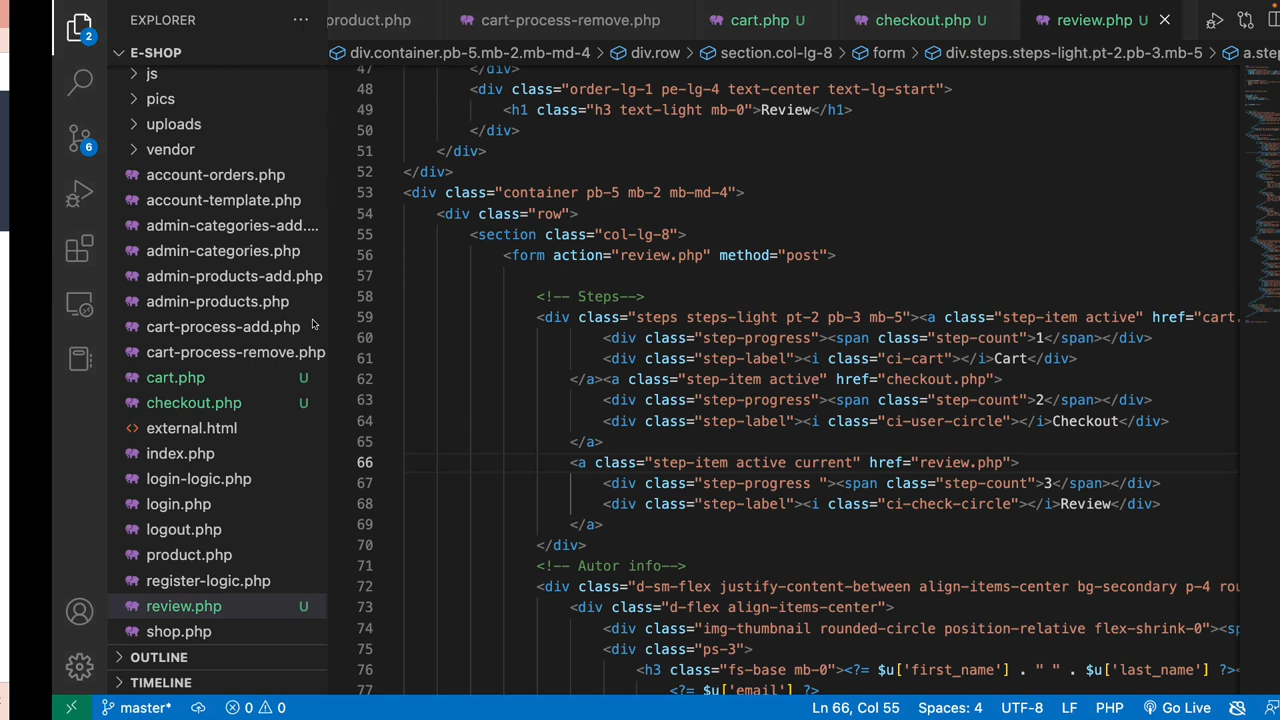 EXPLORER
product.php
cart-process-remove.php
cart.php U
checkout.php U
review.php U
2
E-SHOP
div.container.pb-5.mb-2.mb-md-4 > div.row > section.col-lg-8 > form > div.steps.steps-light.pt-2.pb-3.mb-5 > a.step
js
pics
uploads
vendor
6
account-orders.php
account-template.php
admin-categories-add....
admin-categories.php
admin-products-add.php
admin-products.php
cart-process-add.php
cart-process-remove.php
cart.php U
checkout.php U
external.html
index.php
login-logic.php
login.php
logout.php
product.php
register-logic.php
review.php U
shop.php
OUTLINE
TIMELINE
47 </div>
48 <div class="order-lg-1 pe-lg-4 text-center text-lg-start">
49 <h1 class="h3 text-light mb-0">Review</h1>
50 </div>
51 </div>
52 </div>
53 <div class="container pb-5 mb-2 mb-md-4">
54 <div class="row">
55 <section class="col-lg-8">
56 <form action="review.php" method="post">
57
58 <!-- Steps-->
59 <div class="steps steps-light pt-2 pb-3 mb-5"><a class="step-item active" href="cart.
60 <div class="step-progress"><span class="step-count">1</span></div>
61 <div class="step-label"><i class="ci-cart"></i>Cart</div>
62 </a><a class="step-item active" href="checkout.php">
63 <div class="step-progress"><span class="step-count">2</span></div>
64 <div class="step-label"><i class="ci-user-circle"></i>Checkout</div>
65 </a>
66 <a class="step-item active current" href="review.php">
67 <div class="step-progress "><span class="step-count">3</span></div>
68 <div class="step-label"><i class="ci-check-circle"></i>Review</div>
69 </a>
70 </div>
71 <!-- Autor info-->
72 <div class="d-sm-flex justify-content-between align-items-center bg-secondary p-4 rou
73 <div class="d-flex align-items-center">
74 <div class="img-thumbnail rounded-circle position-relative flex-shrink-0"><sp
75 <div class="ps-3">
76 <h3 class="fs-base mb-0"><?= $u['first_name'] . " " . $u['last_name'] ?><
77 <?= $u['email'] ?>
master* 0 0 Ln 66, Col 55 Spaces: 4 UTF-8 LF PHP Go Live